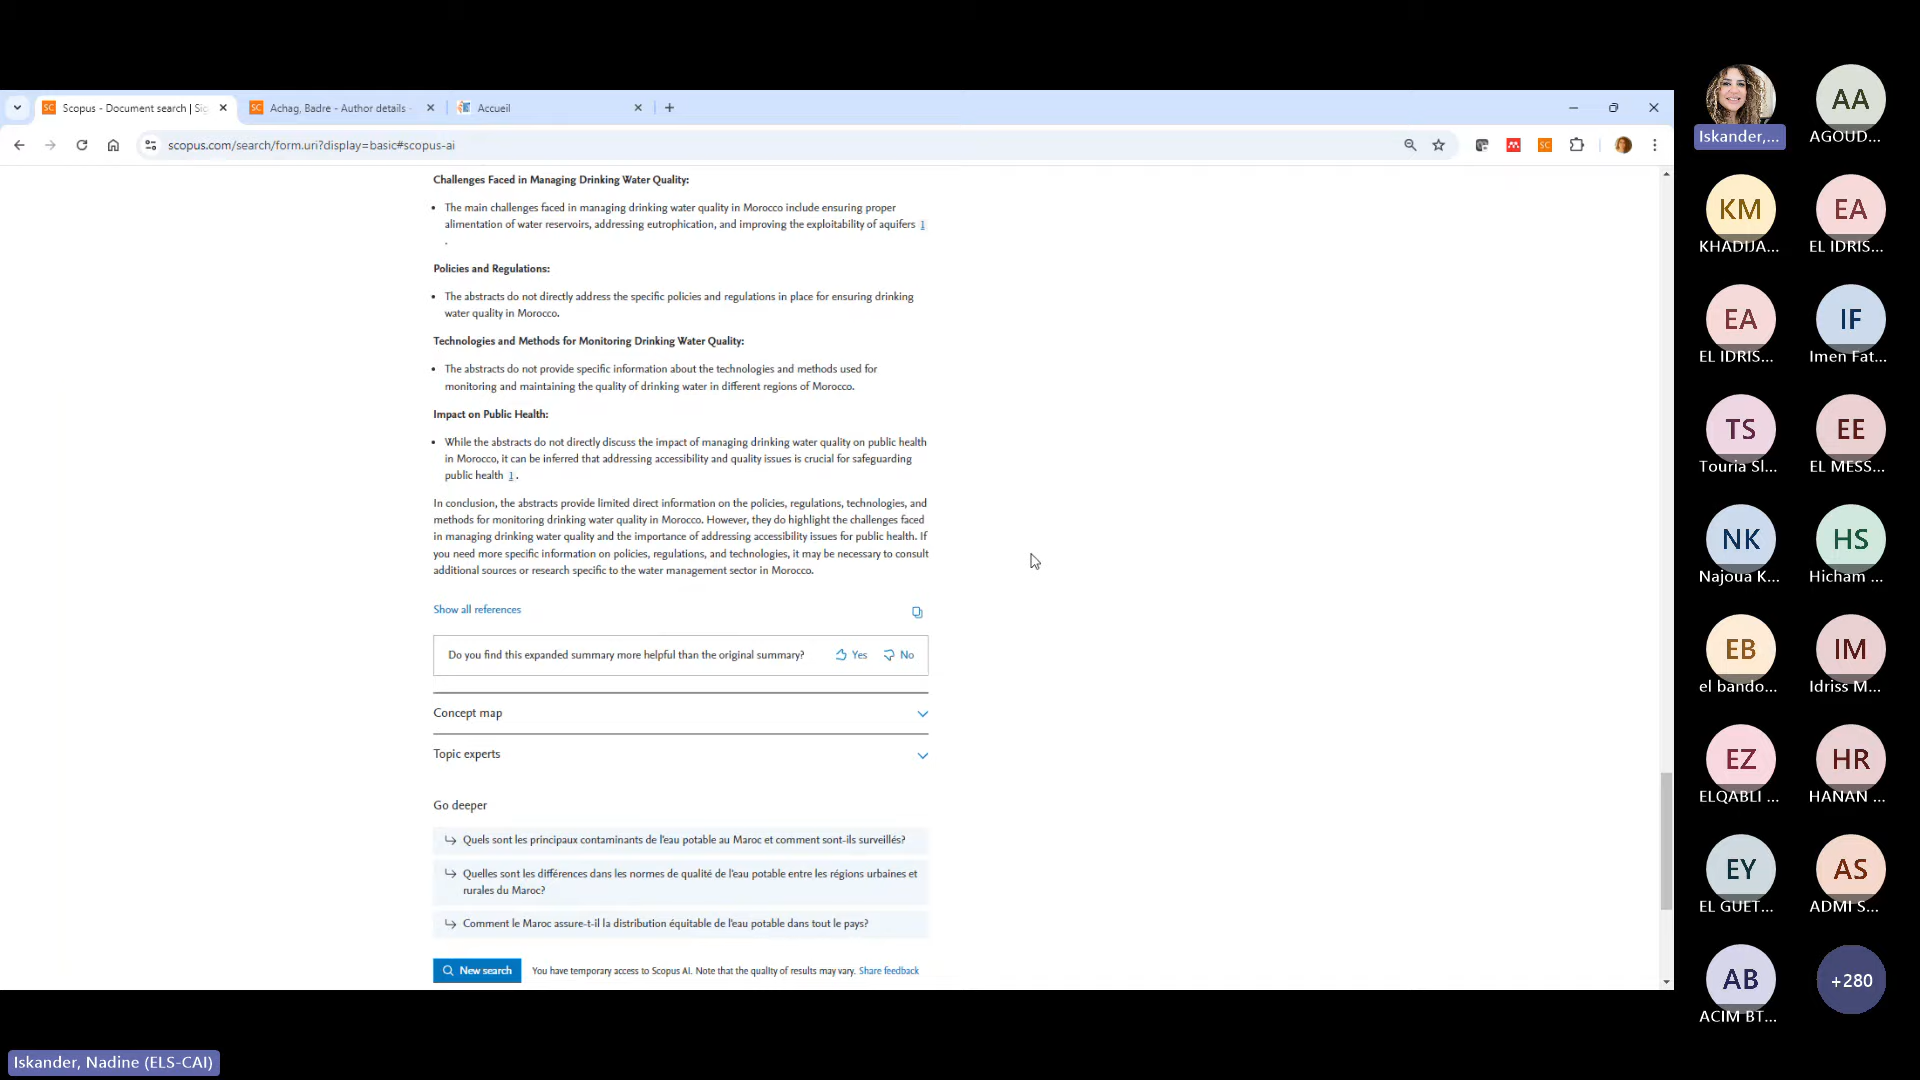 Scopus - Document search | Sig
Achag, Badre - Author details -
Accueil
scopus.com/search/form.uri?display=basic#scopus-ai
Challenges Faced in Managing Drinking Water Quality:
• The main challenges faced in managing drinking water quality in Morocco include ensuring proper
alimentation of water reservoirs, addressing eutrophication, and improving the exploitability of aquifers 1
.
Policies and Regulations:
• The abstracts do not directly address the specific policies and regulations in place for ensuring drinking
water quality in Morocco.
Technologies and Methods for Monitoring Drinking Water Quality:
• The abstracts do not provide specific information about the technologies and methods used for
monitoring and maintaining the quality of drinking water in different regions of Morocco.
Impact on Public Health:
• While the abstracts do not directly discuss the impact of managing drinking water quality on public health
in Morocco, it can be inferred that addressing accessibility and quality issues is crucial for safeguarding
public health 1 .
In conclusion, the abstracts provide limited direct information on the policies, regulations, technologies, and
methods for monitoring drinking water quality in Morocco. However, they do highlight the challenges faced
in managing drinking water quality and the importance of addressing accessibility issues for public health. If
you need more specific information on policies, regulations, and technologies, it may be necessary to consult
additional sources or research specific to the water management sector in Morocco.
Show all references
Do you find this expanded summary more helpful than the original summary? Yes No
Concept map
Topic experts
Go deeper
Quels sont les principaux contaminants de l'eau potable au Maroc et comment sont-ils surveillés?
Quelles sont les différences dans les normes de qualité de l'eau potable entre les régions urbaines et
rurales du Maroc?
Comment le Maroc assure-t-il la distribution équitable de l'eau potable dans tout le pays?
New search You have temporary access to Scopus AI. Note that the quality of results may vary. Share feedback
Iskander,...
AA
AGOUD...
KM
KHADIJA...
EA
EL IDRIS...
EA
EL IDRIS...
IF
Imen Fat...
TS
Touria Sl...
EE
EL MESS...
NK
Najoua K...
HS
Hicham ...
EB
el bando...
IM
Idriss M...
EZ
ELQABLI ...
HR
HANAN ...
EY
EL GUET...
AS
ADMI S...
AB
ACIM BT...
+280
Iskander, Nadine (ELS-CAI)